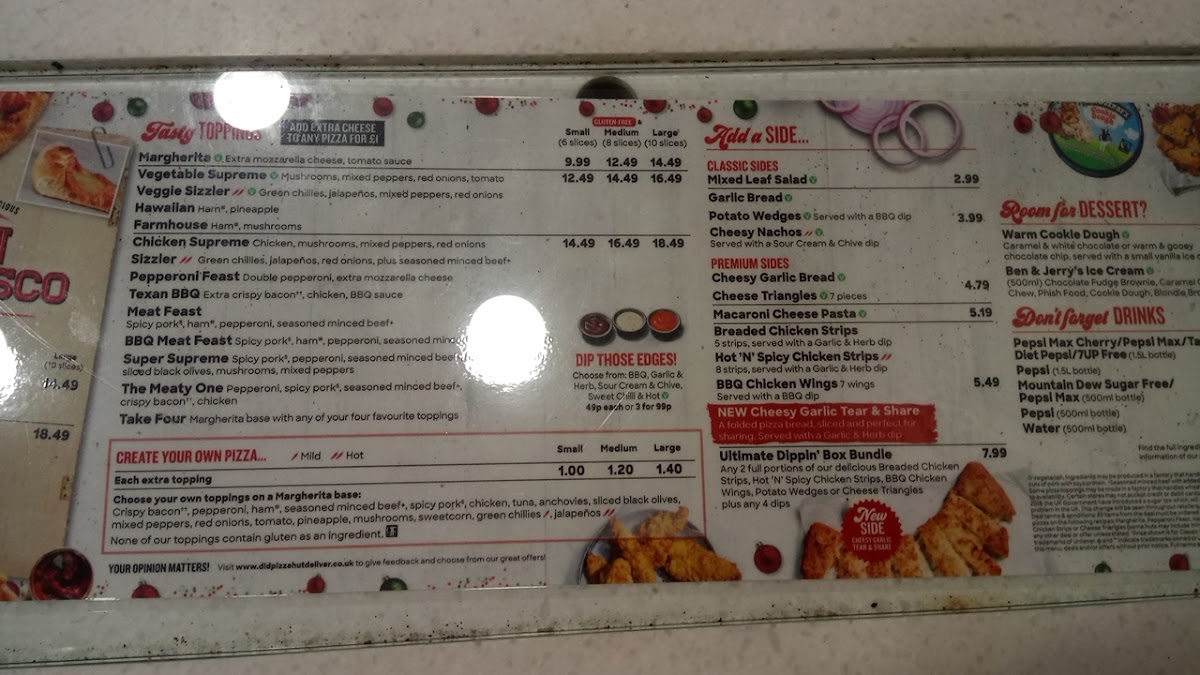 Tasty TOPPINGS
ADD EXTRA CHEESE
TO ANY PIZZA FOR £1
GLUTEN-FREE &
Small Medium Large
(6 slices) (8 slices) (10 slices)
Margherita Extra mozzarella cheese, tomato sauce 9.99 12.49 14.49
Vegetable Supreme Mushrooms, mixed peppers, red onions, tomato 12.49 14.49 16.49
Veggie Sizzler Green chillies, jalapeños, mixed peppers, red onions
Hawaiian Ham°, pineapple
Farmhouse Ham°, mushrooms
Chicken Supreme Chicken, mushrooms, mixed peppers, red onions 14.49 16.49 18.49
Sizzler Green chillies, jalapeños, red onions, plus seasoned minced beef+
Pepperoni Feast Double pepperoni, extra mozzarella cheese
Texan BBQ Extra crispy bacon††, chicken, BBQ sauce
Meat Feast
Spicy pork§, ham°, pepperoni, seasoned minced beef+
BBQ Meat Feast Spicy pork§, ham°, pepperoni, seasoned
Super Supreme Spicy pork§, pepperoni, seasoned minced
sliced black olives, mushrooms, mixed peppers
The Meaty One Pepperoni, spicy pork§, seasoned minced beef+,
crispy bacon††, chicken
Take Four Margherita base with any of your four favourite toppings
DIP THOSE EDGES!
Choose from: BBQ, Garlic &
Herb, Sour Cream & Chive,
Sweet Chilli & Hot
49p each or 3 for 99p
CREATE YOUR OWN PIZZA... / Mild // Hot Small Medium Large
Each extra topping 1.00 1.20 1.40
Choose your own toppings on a Margherita base:
Crispy bacon††, pepperoni, ham°, seasoned minced beef+, spicy pork§, chicken, tuna, anchovies, sliced black olives,
mixed peppers, red onions, tomato, pineapple, mushrooms, sweetcorn, green chillies /, jalapeños //
None of our toppings contain gluten as an ingredient. GF
YOUR OPINION MATTERS! Visit www.didpizzahutdeliver.co.uk to give feedback and choose from our great offers!
SCO
Large
(10 slices)
14.49
18.49
Add a SIDE...
CLASSIC SIDES
Mixed Leaf Salad 2.99
Garlic Bread
Potato Wedges Served with a BBQ dip 3.99
Cheesy Nachos
Served with a Sour Cream & Chive dip
PREMIUM SIDES
Cheesy Garlic Bread
Cheese Triangles 7 pieces 4.79
Macaroni Cheese Pasta 5.19
Breaded Chicken Strips
5 strips, served with a Garlic & Herb dip
Hot 'N' Spicy Chicken Strips
8 strips, served with a Garlic & Herb dip
BBQ Chicken Wings 7 wings 5.49
Served with a BBQ dip
NEW Cheesy Garlic Tear & Share
A folded pizza bread, sliced and perfect for
sharing. Served with a Garlic & Herb dip
Ultimate Dippin' Box Bundle 7.99
Any 2 full portions of our delicious Breaded Chicken
Strips, Hot 'N' Spicy Chicken Strips, BBQ Chicken
Wings, Potato Wedges or Cheese Triangles
plus any 4 dips
New
SIDE
CHEESY GARLIC
TEAR & SHARE
Room for DESSERT?
Warm Cookie Dough
Caramel & white chocolate or warm & gooey
chocolate chip, served with a small vanilla ice
Ben & Jerry's Ice Cream
(500ml) Chocolate Fudge Brownie, Caramel
Chew, Phish Food, Cookie Dough, Blondie
Don't forget DRINKS
Pepsi Max Cherry/Pepsi Max/
Diet Pepsi/7UP Free (1.5L bottle)
Pepsi (1.5L bottle)
Mountain Dew Sugar Free/
Pepsi Max (500ml bottle)
Pepsi (500ml bottle)
Water (500ml bottle)
Find the full
information of our